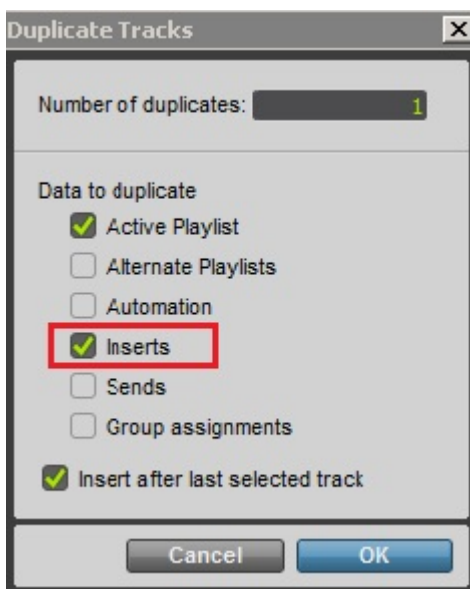 Duplicate Tracks
Number of duplicates: 1
Data to duplicate
Active Playlist
Alternate Playlists
Automation
Inserts
Sends
Group assignments
Insert after last selected track
Cancel OK